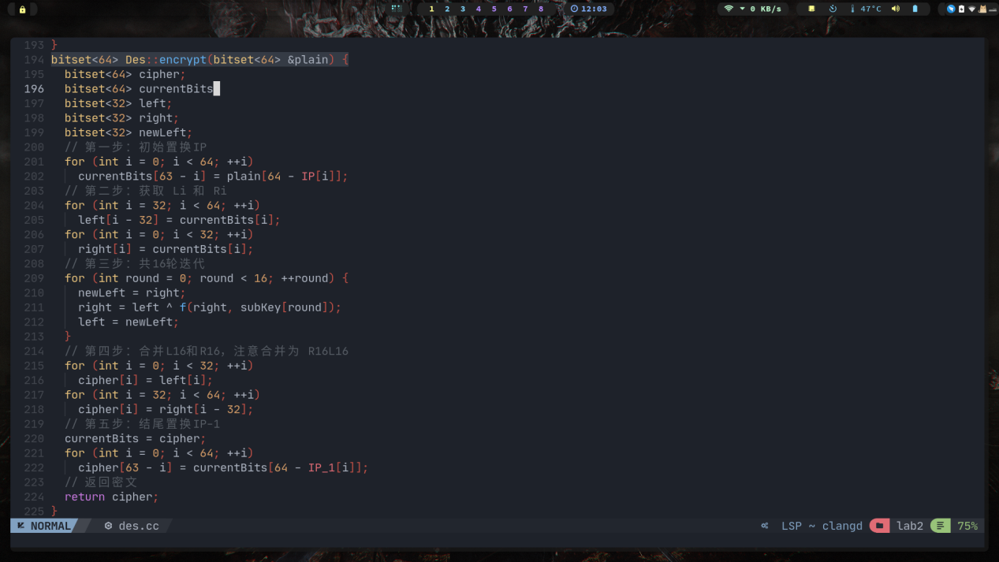 1 2 3 4 5 6 7 8
12:03
0 KB/s
47°C
193 }
194 bitset<64> Des::encrypt(bitset<64> &plain) {
195 bitset<64> cipher;
196 bitset<64> currentBits
197 bitset<32> left;
198 bitset<32> right;
199 bitset<32> newLeft;
200 // 第一步：初始置换IP
201 for (int i = 0; i < 64; ++i)
202 currentBits[63 - i] = plain[64 - IP[i]];
203 // 第二步：获取 Li 和 Ri
204 for (int i = 32; i < 64; ++i)
205 left[i - 32] = currentBits[i];
206 for (int i = 0; i < 32; ++i)
207 right[i] = currentBits[i];
208 // 第三步：共16轮迭代
209 for (int round = 0; round < 16; ++round) {
210 newLeft = right;
211 right = left ^ f(right, subKey[round]);
212 left = newLeft;
213 }
214 // 第四步：合并L16和R16，注意合并为 R16L16
215 for (int i = 0; i < 32; ++i)
216 cipher[i] = left[i];
217 for (int i = 32; i < 64; ++i)
218 cipher[i] = right[i - 32];
219 // 第五步：结尾置换IP-1
220 currentBits = cipher;
221 for (int i = 0; i < 64; ++i)
222 cipher[63 - i] = currentBits[64 - IP_1[i]];
223 // 返回密文
224 return cipher;
225 }
NORMAL des.cc LSP ~ clangd lab2 75%